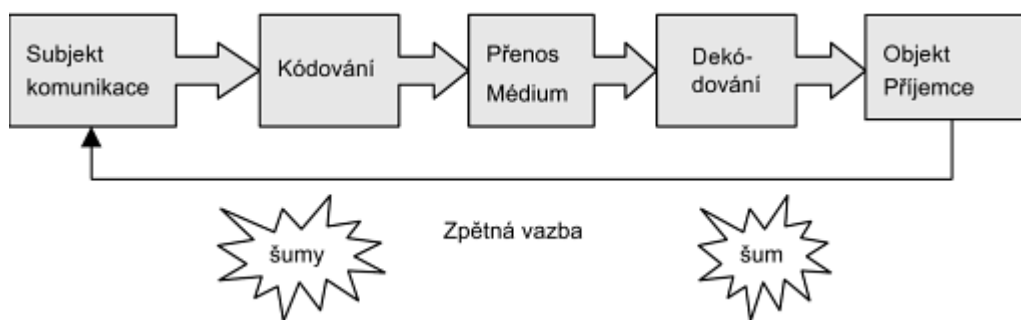 Subjekt
komunikace
Kódování
Přenos
Médium
Dekó-
dování
Objekt
Příjemce
Zpětná vazba
šumy
šum